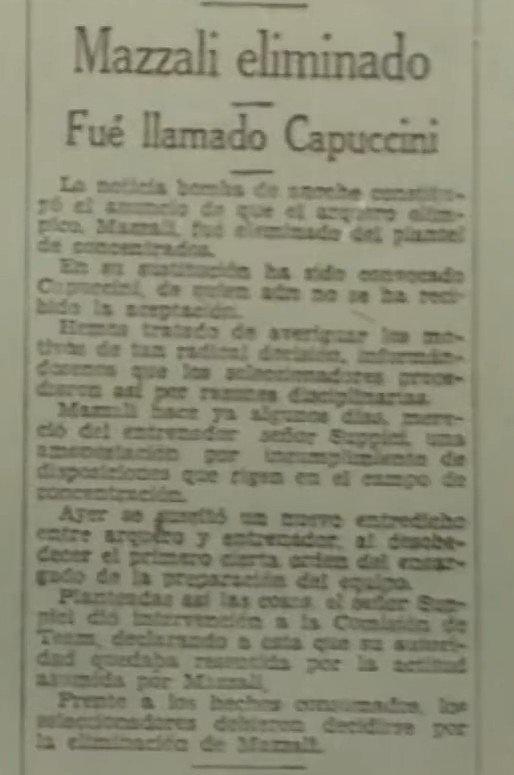 Mazzali eliminado
Fué llamado Capuccini
La noticia bomba de anoche constitu-
yó el anuncio de que el arquero olím-
pico, Mazzali, fué eliminado del plantel
de concentrados.
En su sustitución ha sido convocado
Capuccini, de quien aún no se ha reci-
bido la aceptación.
Hemos tratado de averiguar los mo-
tivos de tan radical decisión, informán-
dosenos que los seleccionadores proce-
dieron así por razones disciplinarias.
Mazzali hace ya algunos días, mere-
ció del entrenador señor Suppici, una
amonestación por incumplimiento de
disposiciones que rigen en el campo de
concentración.
Ayer se suscitó un nuevo entredicho
entre arquero y entrenador, al desobe-
decer el primero cierta orden del encar-
gado de la preparación del equipo.
Planteadas así las cosas, el señor Sup-
pici dió intervención a la Comisión de
Team, declarando a esta que su autori-
dad quedaba resentida por la actitud
asumida por Mazzali.
Frente a los hechos consumados, los
seleccionadores debieron decidirse por
la eliminación de Mazzali.